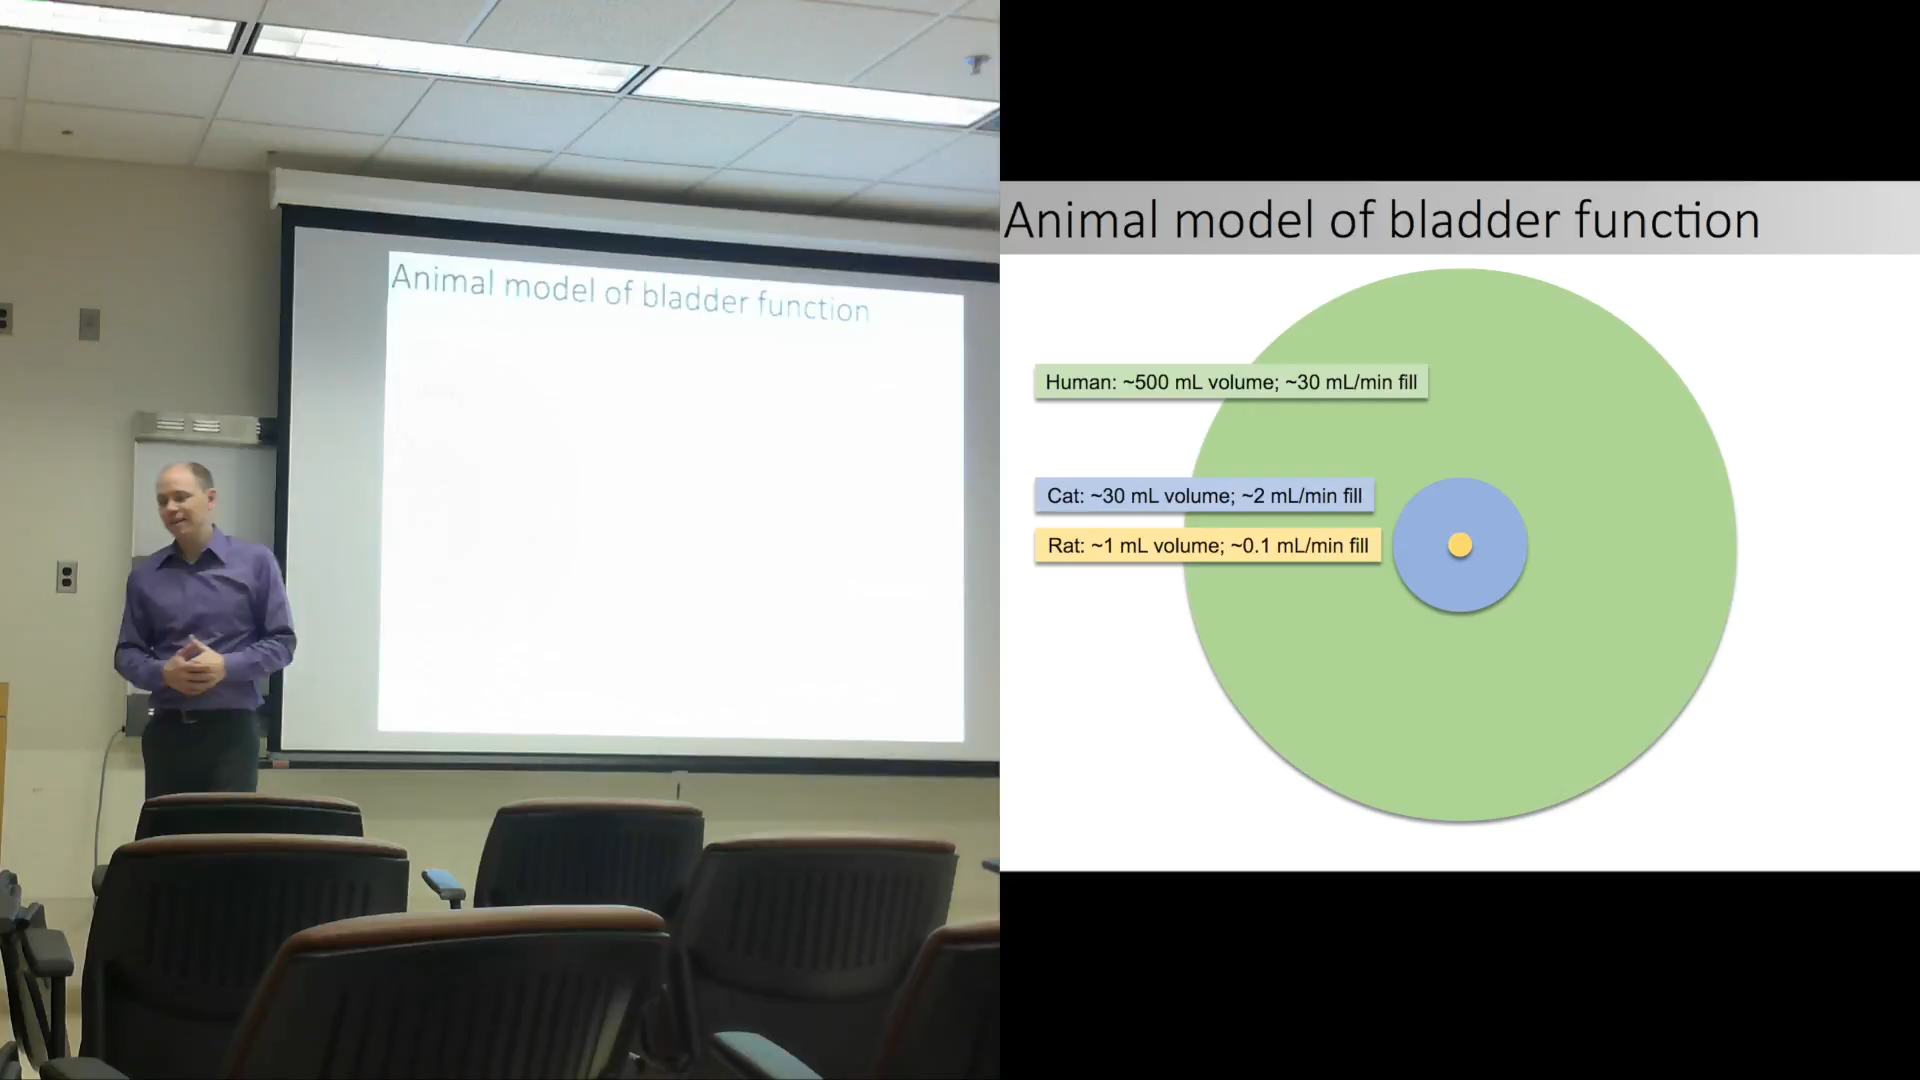 Animal model of bladder function
Animal model of bladder function
Human: ~500 mL volume; ~30 mL/min fill
Cat: ~30 mL volume; ~2 mL/min fill
Rat: ~1 mL volume; ~0.1 mL/min fill